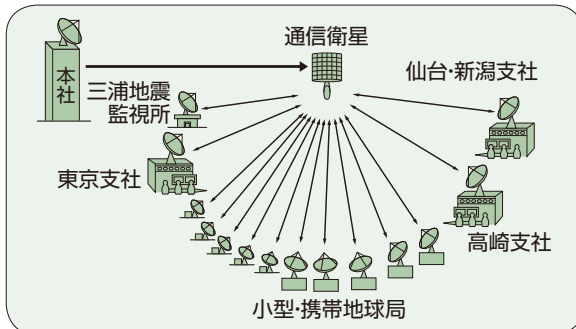 通信衛星
本社
仙台・新潟支社
三浦地震
監視所
東京支社
高崎支社
小型・携帯地球局